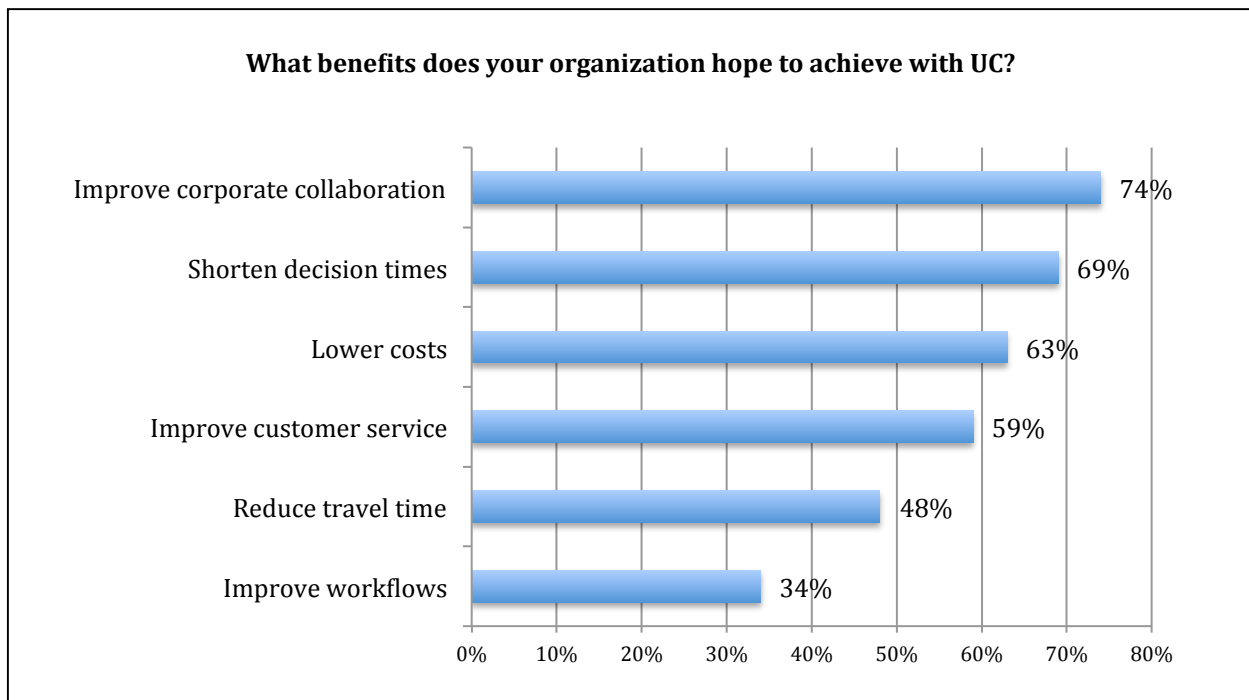 What benefits does your organization hope to achieve with UC?
Improve corporate collaboration 74%
Shorten decision times 69%
Lower costs 63%
Improve customer service 59%
Reduce travel time 48%
Improve workflows 34%
0% 10% 20% 30% 40% 50% 60% 70% 80%